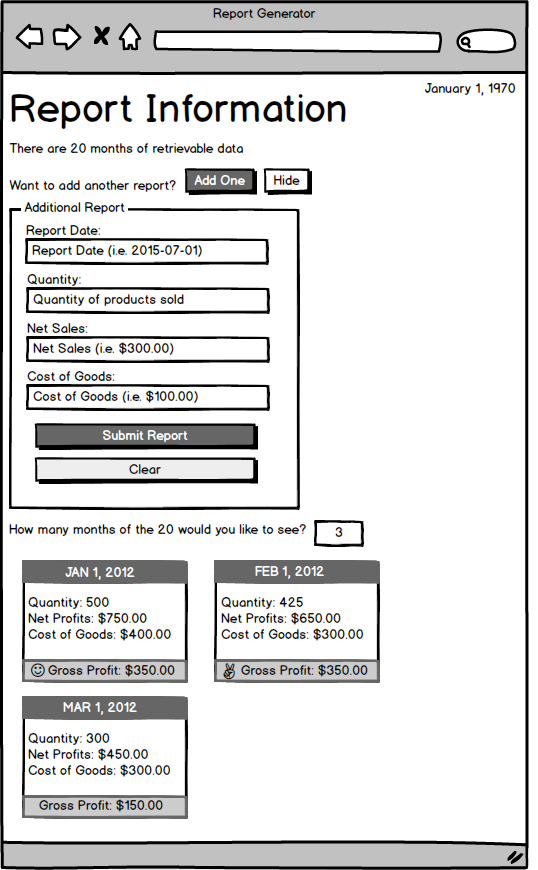 Report Generator
January 1, 1970
Report Information
There are 20 months of retrievable data
Want to add another report? Add One Hide
Additional Report
Report Date:
Report Date (i.e. 2015-07-01)
Quantity:
Quantity of products sold
Net Sales:
Net Sales (i.e. $300.00)
Cost of Goods:
Cost of Goods (i.e. $100.00)
Submit Report
Clear
How many months of the 20 would you like to see? 3
JAN 1, 2012
Quantity: 500
Net Profits: $750.00
Cost of Goods: $400.00
Gross Profit: $350.00
FEB 1, 2012
Quantity: 425
Net Profits: $650.00
Cost of Goods: $300.00
Gross Profit: $350.00
MAR 1, 2012
Quantity: 300
Net Profits: $450.00
Cost of Goods: $300.00
Gross Profit: $150.00